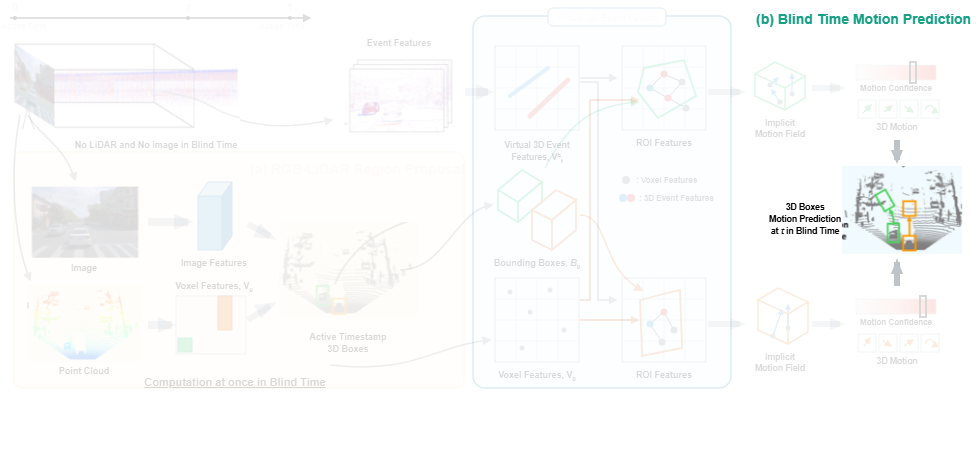 (b) Blind Time Motion Prediction
Event Features
No LiDAR and No image in Blind Time
Virtual 3D Event
Features, V
ROI Features
Implicit
Motion Field
Motion Confidence
3D Motion
: Voxel Features
: 3D Event Features
3D Boxes
Motion Prediction
at t in Blind Time
Image
Image Features
Voxel Features, V
Bounding Boxes, B
Point Cloud
Active Timestamp
3D Boxes
Computation at once in Blind Time
Voxel Features, V
ROI Features
Implicit
Motion Field
Motion Confidence
3D Motion